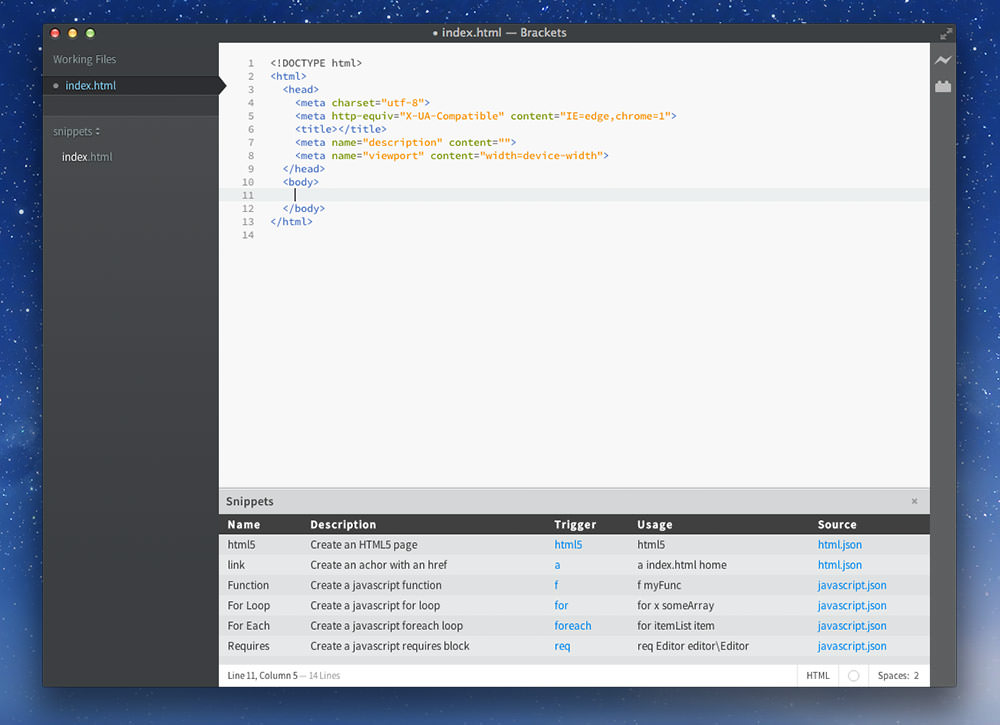 • index.html — Brackets
Working Files
• index.html
snippets
index.html
1 <!DOCTYPE html>
2 <html>
3 <head>
4 <meta charset="utf-8">
5 <meta http-equiv="X-UA-Compatible" content="IE=edge,chrome=1">
6 <title></title>
7 <meta name="description" content="">
8 <meta name="viewport" content="width=device-width">
9 </head>
10 <body>
11
12 </body>
13 </html>
14
Snippets ×
Name Description Trigger Usage Source
html5 Create an HTML5 page html5 html5 html.json
link Create an achor with an href a a index.html home html.json
Function Create a javascript function f f myFunc javascript.json
For Loop Create a javascript for loop for for x someArray javascript.json
For Each Create a javascript foreach loop foreach for itemList item javascript.json
Requires Create a javascript requires block req req Editor editor\Editor javascript.json
Line 11, Column 5 — 14 Lines HTML Spaces: 2